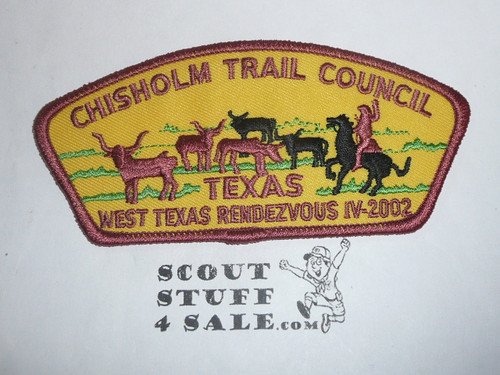 CHISHOLM TRAIL COUNCIL
TEXAS
WEST TEXAS RENDEZVOUS IV-2002
SCOUT
STUFF
4 SALE.COM